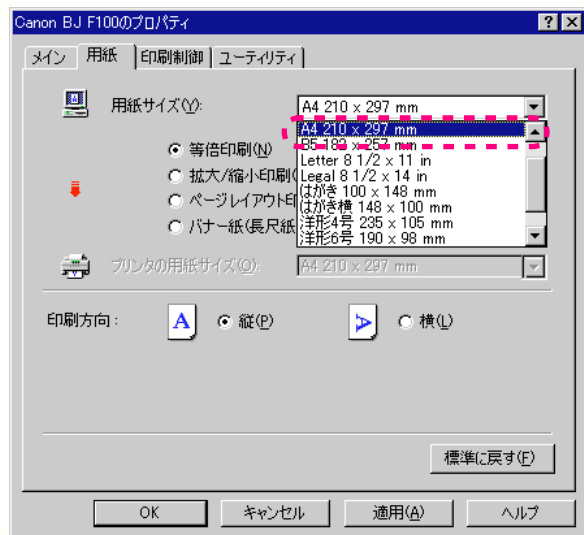 Canon BJ F100のプロパティ
メイン 用紙 印刷制御 ユーティリティ
用紙サイズ(Y): A4 210 x 297 mm
A4 210 x 297 mm
B5 182 x 257 mm
Letter 8 1/2 x 11 in
Legal 8 1/2 x 14 in
はがき 100 x 148 mm
はがき横 148 x 100 mm
洋形4号 235 x 105 mm
洋形6号 190 x 98 mm
等倍印刷(N)
拡大/縮小印刷(
ページレイアウト印
バナー紙(長尺紙
プリンタの用紙サイズ(O): A4 210 x 297 mm
印刷方向: A 縦(P) A 横(L)
標準に戻す(F)
OK キャンセル 適用(A) ヘルプ